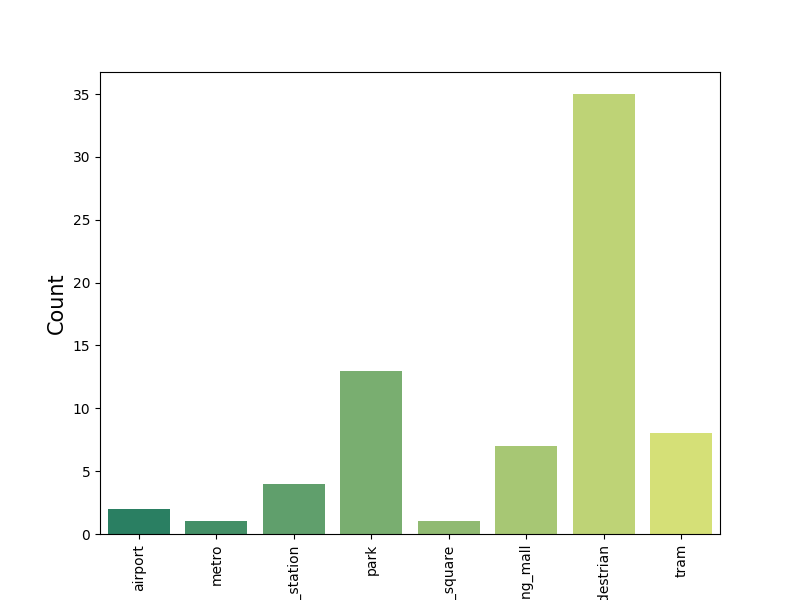 Count
35
30
25
20
15
10
5
0
airport
metro
_station
park
_square
ng_mall
destrian
tram